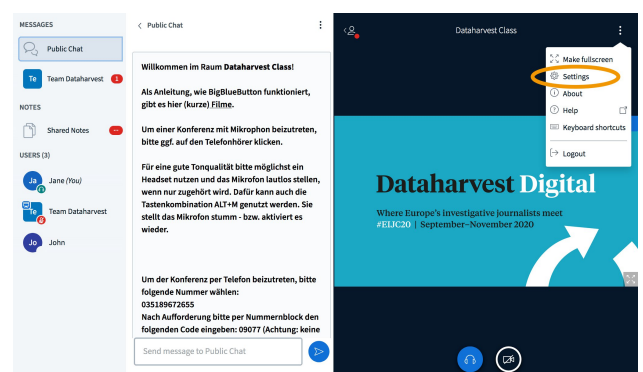 MESSAGES
Public Chat
Te Team Dataharvest 1
NOTES
Shared Notes
USERS (3)
Ja Jane (You)
Te Team Dataharvest
Jo John
Public Chat
Willkommen im Raum Dataharvest Class!
Als Anleitung, wie BigBlueButton funktioniert,
gibt es hier (kurze) Filme.
Um einer Konferenz mit Mikrophon beizutreten,
bitte ggf. auf den Telefonhörer klicken.
Für eine gute Tonqualität bitte möglichst ein
Headset nutzen und das Mikrofon lautlos stellen,
wenn nur zugehört wird. Dafür kann auch die
Tastenkombination ALT+M genutzt werden. Sie
stellt das Mikrofon stumm - bzw. aktiviert es
wieder.
Um der Konferenz per Telefon beizutreten, bitte
folgende Nummer wählen:
035189672655
Nach Aufforderung bitte per Nummernblock den
folgenden Code eingeben: 09077 (Achtung: keine
Send message to Public Chat
Dataharvest Class
Make fullscreen
Settings
About
Help
Keyboard shortcuts
Logout
Dataharvest Digital
Where Europe's investigative journalists meet
#EIJC20 | September–November 2020